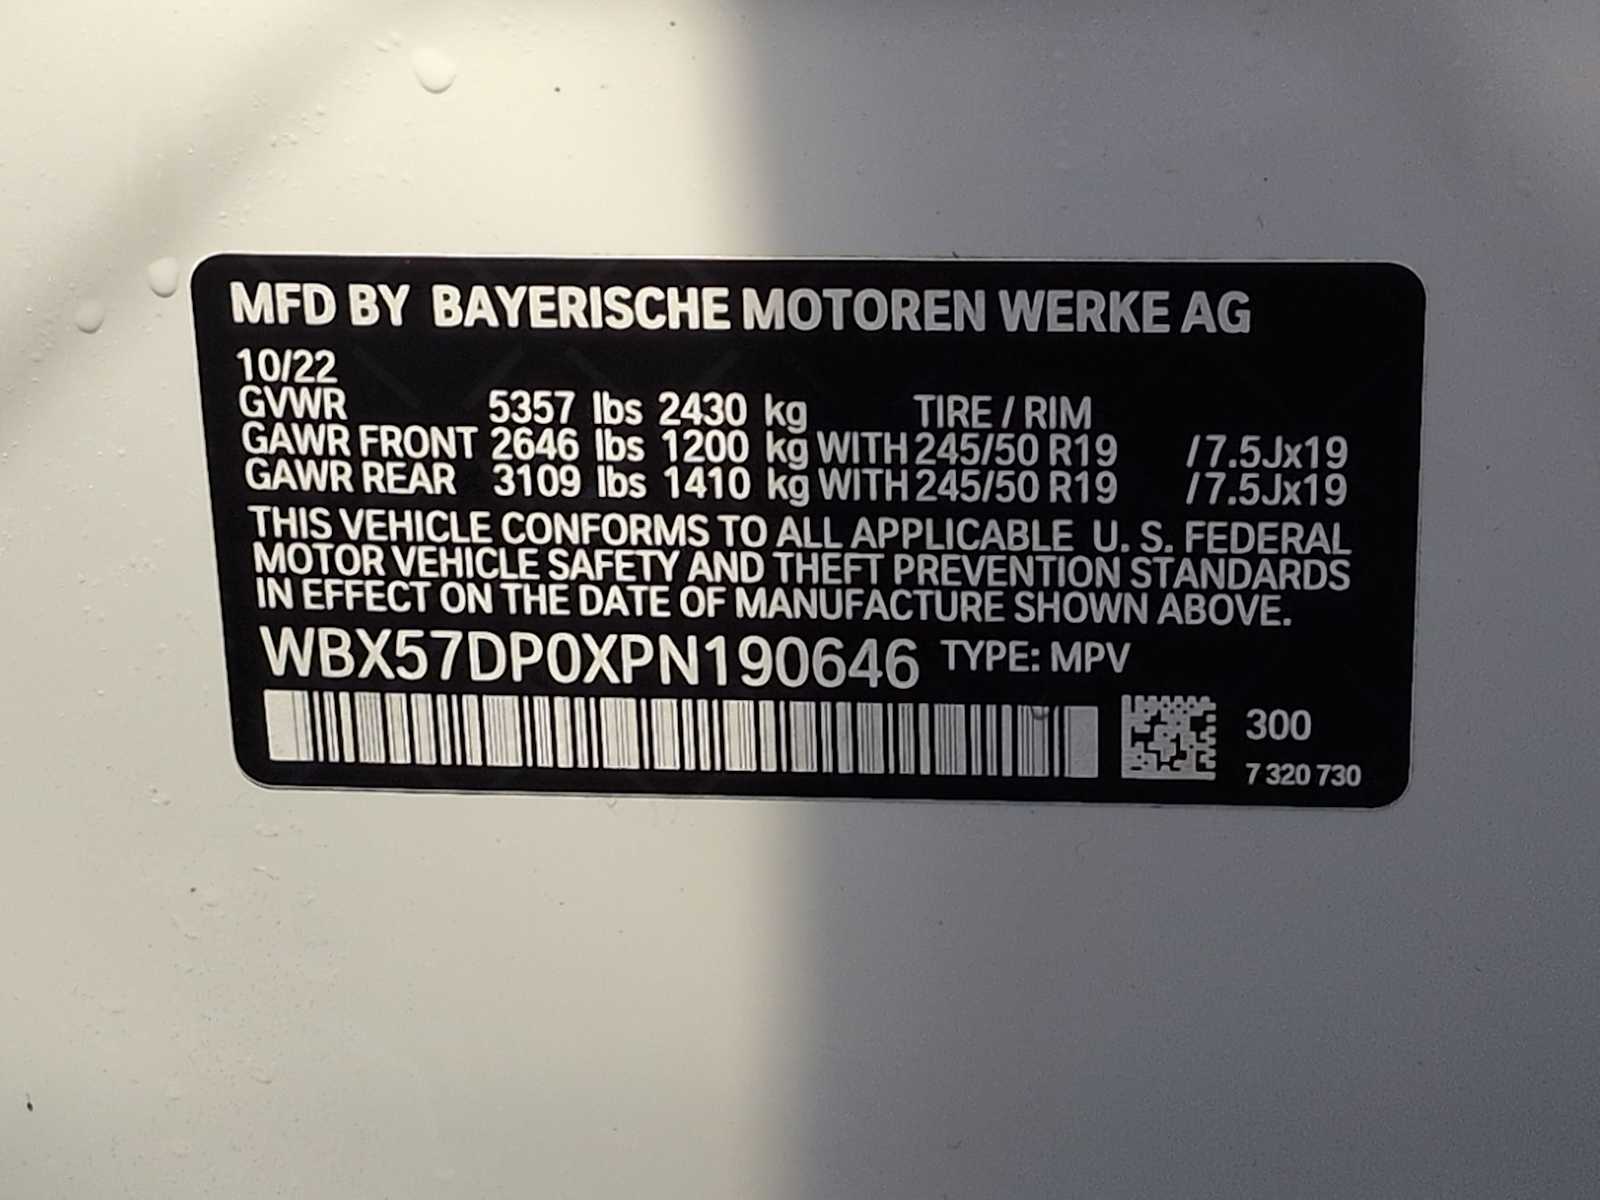 MFD BY BAYERISCHE MOTOREN WERKE AG
10/22
GVWR 5357 lbs 2430 kg TIRE / RIM
GAWR FRONT 2646 lbs 1200 kg WITH 245/50 R19 /7.5Jx19
GAWR REAR 3109 lbs 1410 kg WITH 245/50 R19 /7.5Jx19
THIS VEHICLE CONFORMS TO ALL APPLICABLE U. S. FEDERAL
MOTOR VEHICLE SAFETY AND THEFT PREVENTION STANDARDS
IN EFFECT ON THE DATE OF MANUFACTURE SHOWN ABOVE.
WBX57DP0XPN190646 TYPE: MPV
300
7 320 730